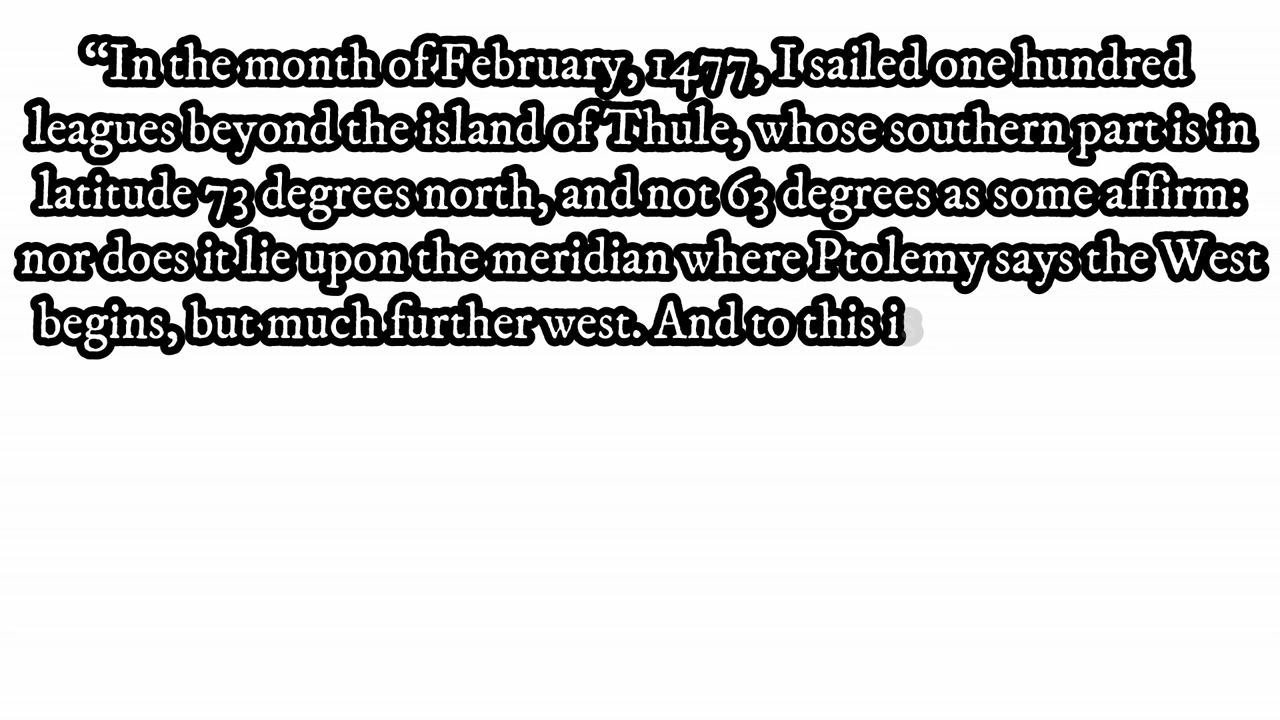 “In the month of February, 1477, I sailed one hundred
leagues beyond the island of Thule, whose southern part is in
latitude 73 degrees north, and not 63 degrees as some affirm:
nor does it lie upon the meridian where Ptolemy says the West
begins, but much further west. And to this i